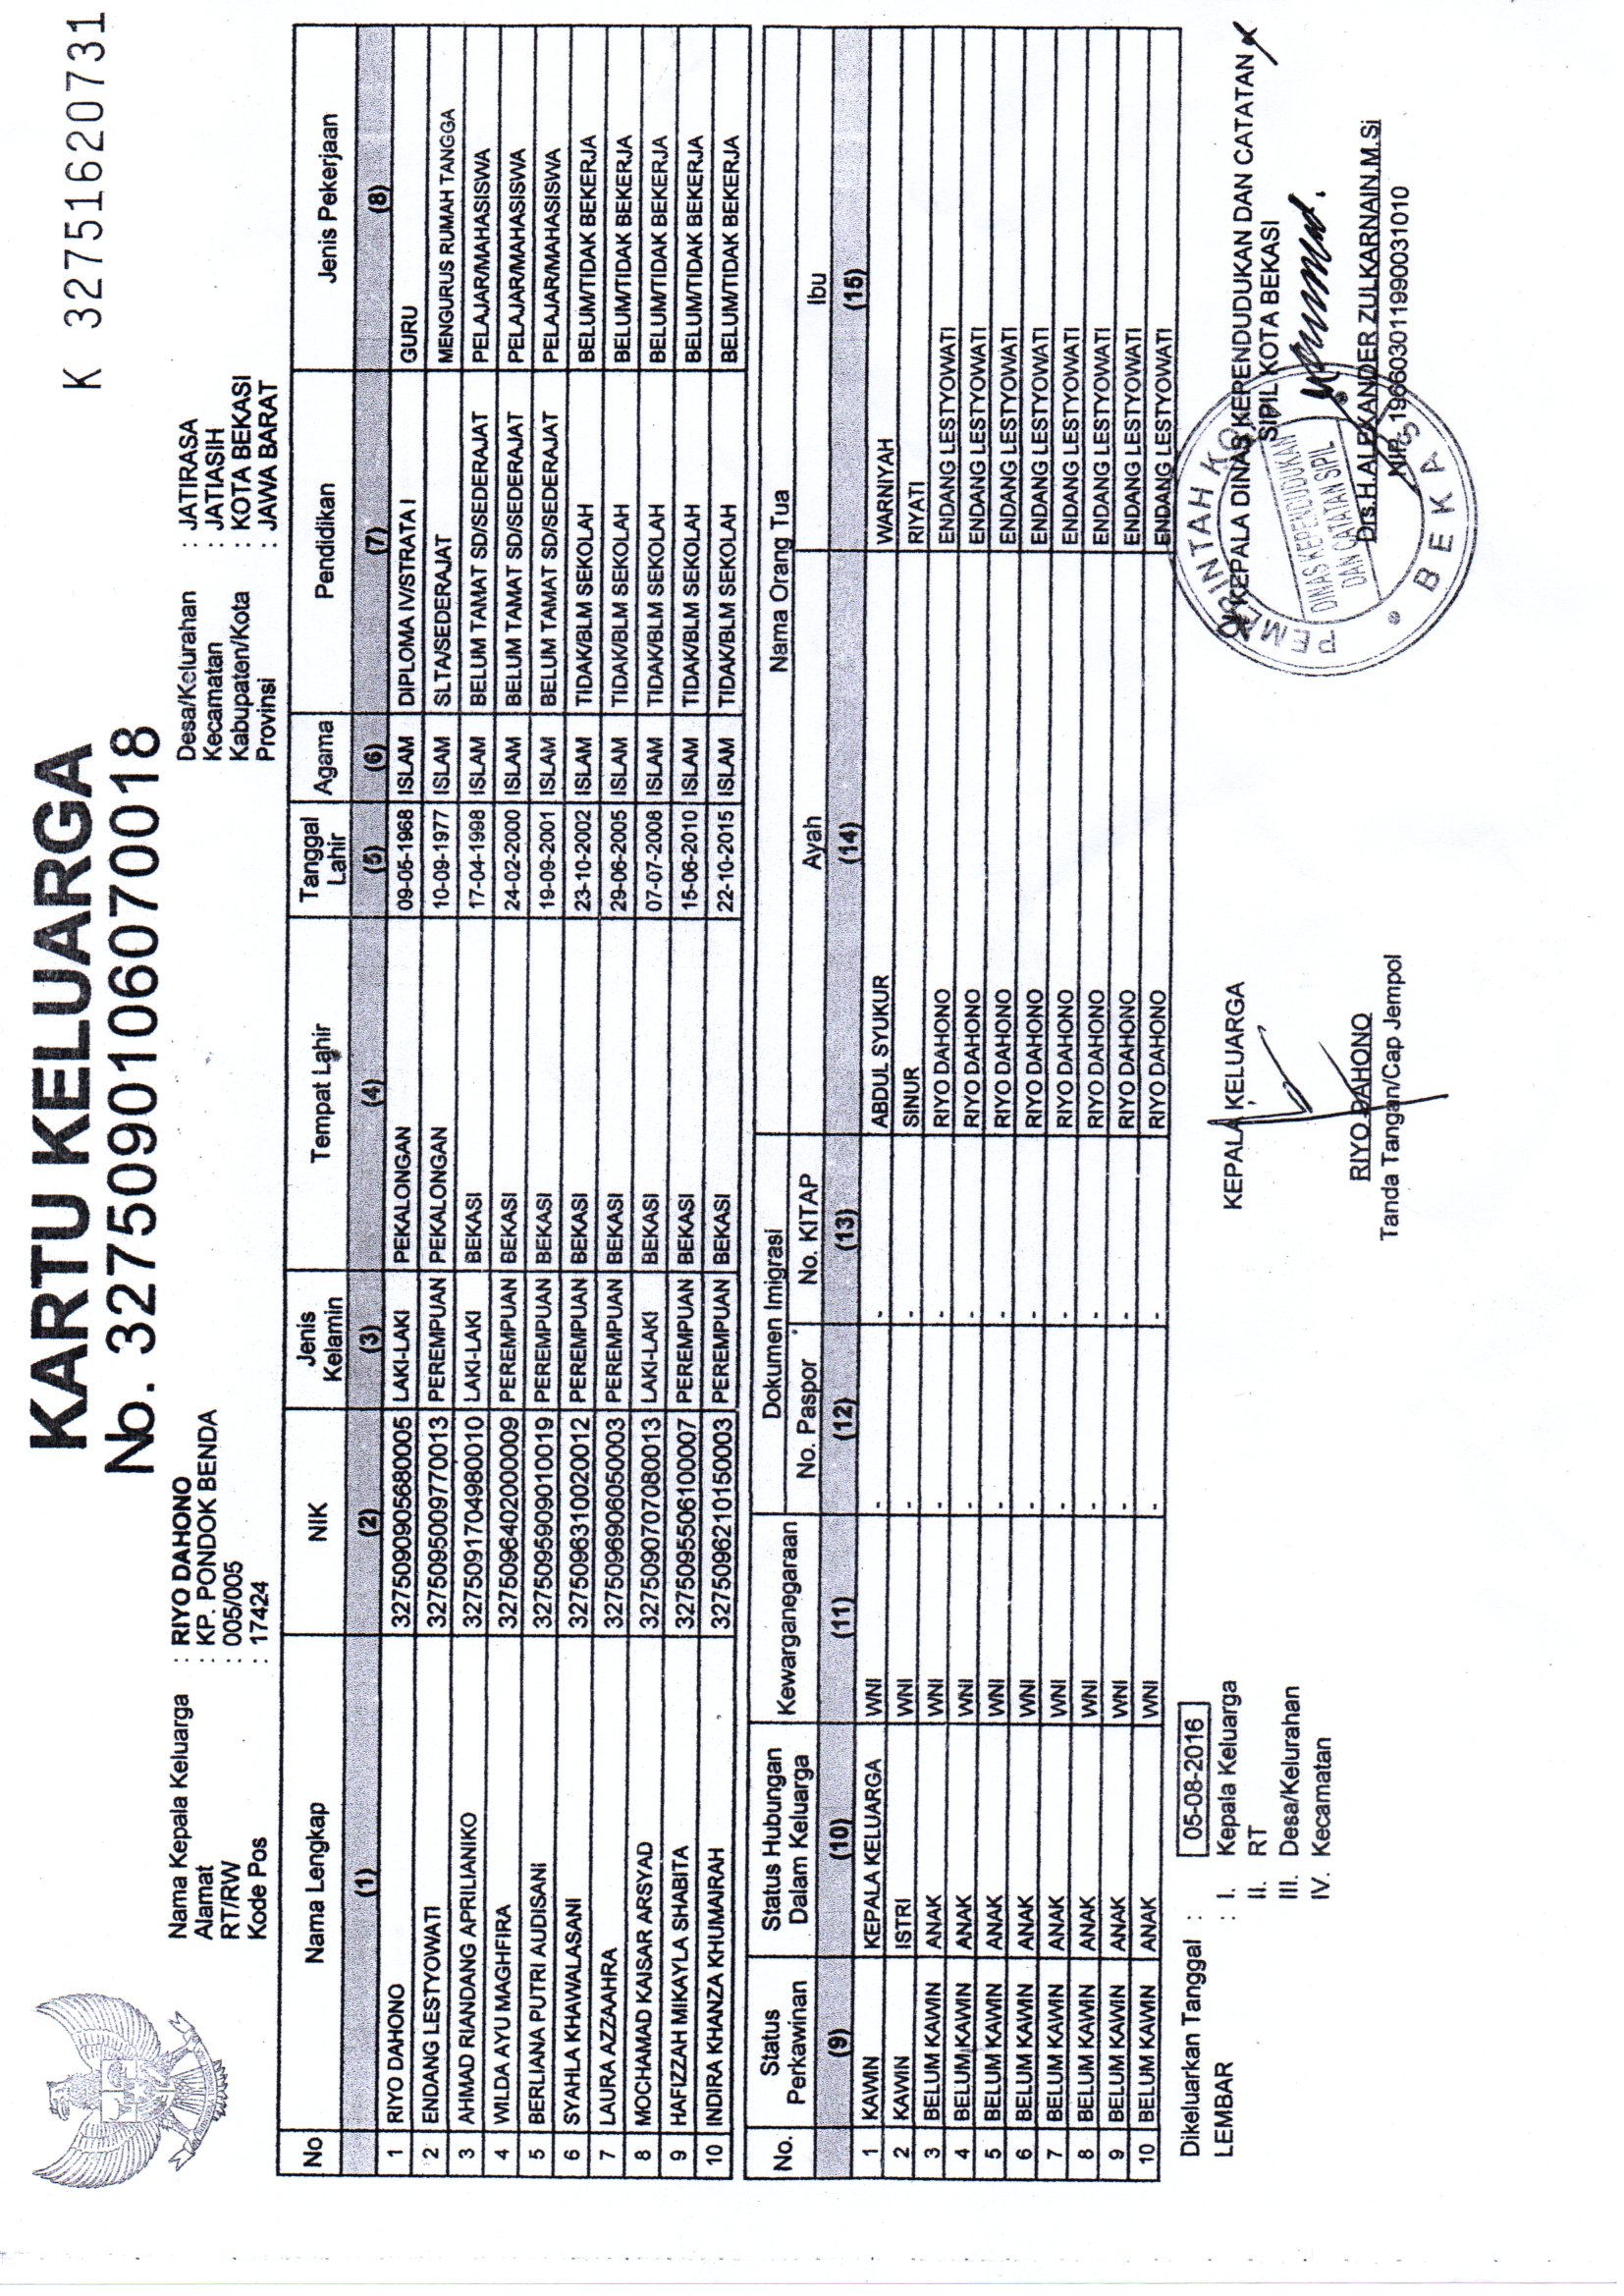 K 3275162 0731
KARTU KELUARGA
No. 3275090106070018
Nama Kepala Keluarga : RIYO DAHONO
Alamat : KP. PONDOK BENDA
RT/RW : 005/005
Kode Pos : 17424
Desa/Kelurahan : JATIRASA
Kecamatan : JATIASIH
Kabupaten/Kota : KOTA BEKASI
Provinsi : JAWA BARAT
No Nama Lengkap NIK Jenis Kelamin Tempat Lahir Tanggal Lahir Agama Pendidikan Jenis Pekerjaan
(1) (2) (3) (4) (5) (6) (7) (8)
1 RIYO DAHONO 3275090905680005 LAKI-LAKI PEKALONGAN 09-05-1968 ISLAM DIPLOMA IV/STRATA I GURU
2 ENDANG LESTYOWATI 3275095009770013 PEREMPUAN PEKALONGAN 10-09-1977 ISLAM SLTA/SEDERAJAT MENGURUS RUMAH TANGGA
3 AHMAD RIANDANG APRILIANIKO 3275091704980010 LAKI-LAKI BEKASI 17-04-1998 ISLAM BELUM TAMAT SD/SEDERAJAT PELAJAR/MAHASISWA
4 WILDA AYU MAGHFIRA 3275096402000009 PEREMPUAN BEKASI 24-02-2000 ISLAM BELUM TAMAT SD/SEDERAJAT PELAJAR/MAHASISWA
5 BERLIANA PUTRI AUDISANI 3275095909010019 PEREMPUAN BEKASI 19-09-2001 ISLAM BELUM TAMAT SD/SEDERAJAT PELAJAR/MAHASISWA
6 SYAHLA KHAWALASANI 3275096310020012 PEREMPUAN BEKASI 23-10-2002 ISLAM TIDAK/BLM SEKOLAH BELUM/TIDAK BEKERJA
7 LAURA AZZAAHRA 3275096906050003 PEREMPUAN BEKASI 29-06-2005 ISLAM TIDAK/BLM SEKOLAH BELUM/TIDAK BEKERJA
8 MOCHAMAD KAISAR ARSYAD 3275090707080013 LAKI-LAKI BEKASI 07-07-2008 ISLAM TIDAK/BLM SEKOLAH BELUM/TIDAK BEKERJA
9 HAFIZZAH MIKAYLA SHABITA 3275095506100007 PEREMPUAN BEKASI 15-06-2010 ISLAM TIDAK/BLM SEKOLAH BELUM/TIDAK BEKERJA
10 INDIRA KHANZA KHUMAIRAH 3275096210150003 PEREMPUAN BEKASI 22-10-2015 ISLAM TIDAK/BLM SEKOLAH BELUM/TIDAK BEKERJA
No. Status Perkawinan Status Hubungan Dalam Keluarga Kewarganegaraan Dokumen Imigrasi Nama Orang Tua
No. Paspor No. KITAP Ayah Ibu
(9) (10) (11) (12) (13) (14) (15)
1 KAWIN KEPALA KELUARGA WNI - - ABDUL SYUKUR WARNIYAH
2 KAWIN ISTRI WNI - - SINUR RIYATI
3 BELUM KAWIN ANAK WNI - - RIYO DAHONO ENDANG LESTYOWATI
4 BELUM KAWIN ANAK WNI - - RIYO DAHONO ENDANG LESTYOWATI
5 BELUM KAWIN ANAK WNI - - RIYO DAHONO ENDANG LESTYOWATI
6 BELUM KAWIN ANAK WNI - - RIYO DAHONO ENDANG LESTYOWATI
7 BELUM KAWIN ANAK WNI - - RIYO DAHONO ENDANG LESTYOWATI
8 BELUM KAWIN ANAK WNI - - RIYO DAHONO ENDANG LESTYOWATI
9 BELUM KAWIN ANAK WNI - - RIYO DAHONO ENDANG LESTYOWATI
10 BELUM KAWIN ANAK WNI - - RIYO DAHONO ENDANG LESTYOWATI
Dikeluarkan Tanggal : 05-08-2016
LEMBAR : I. Kepala Keluarga
II. RT
III. Desa/Kelurahan
IV. Kecamatan
KEPALA KELUARGA
RIYO DAHONO
Tanda Tangan/Cap Jempol
KEPALA DINAS KEPENDUDUKAN DAN CATATAN
SIPIL KOTA BEKASI
PEMERINTAH KOTA
DINAS KEPENDUDUKAN
DAN CATATAN SIPIL
BEKASI
Drs.H.ALEXANDER ZULKARNAIN,M.Si
NIP. 196603011990031010